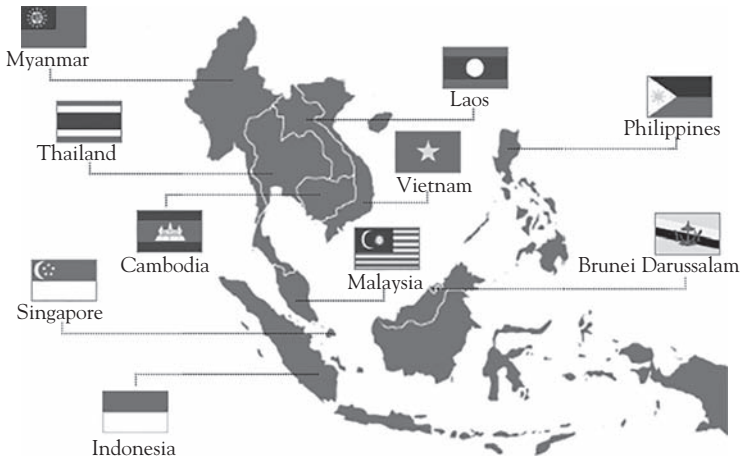 Myanmar
Laos
Philippines
Thailand
Vietnam
Cambodia
Malaysia
Brunei Darussalam
Singapore
Indonesia